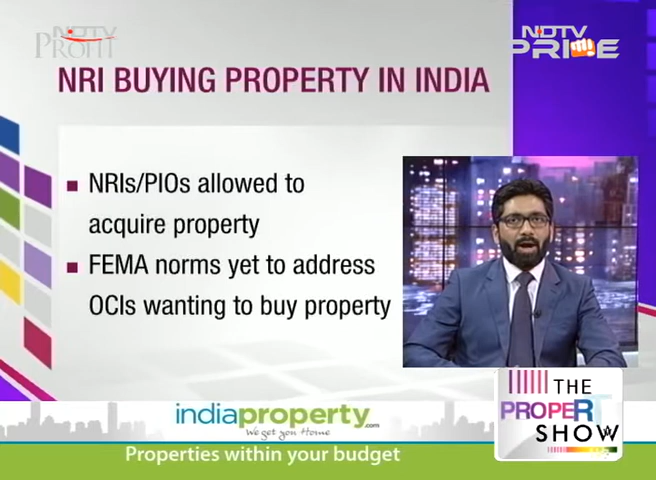 NDTV
PROFIT
NDTV
PRIME
NRI BUYING PROPERTY IN INDIA
NRIs/PIOs allowed to
acquire property
FEMA norms yet to address
OCIs wanting to buy property
THE
PROPERTY
SHOW
indiaproperty.com
We get you Home
Properties within your budget